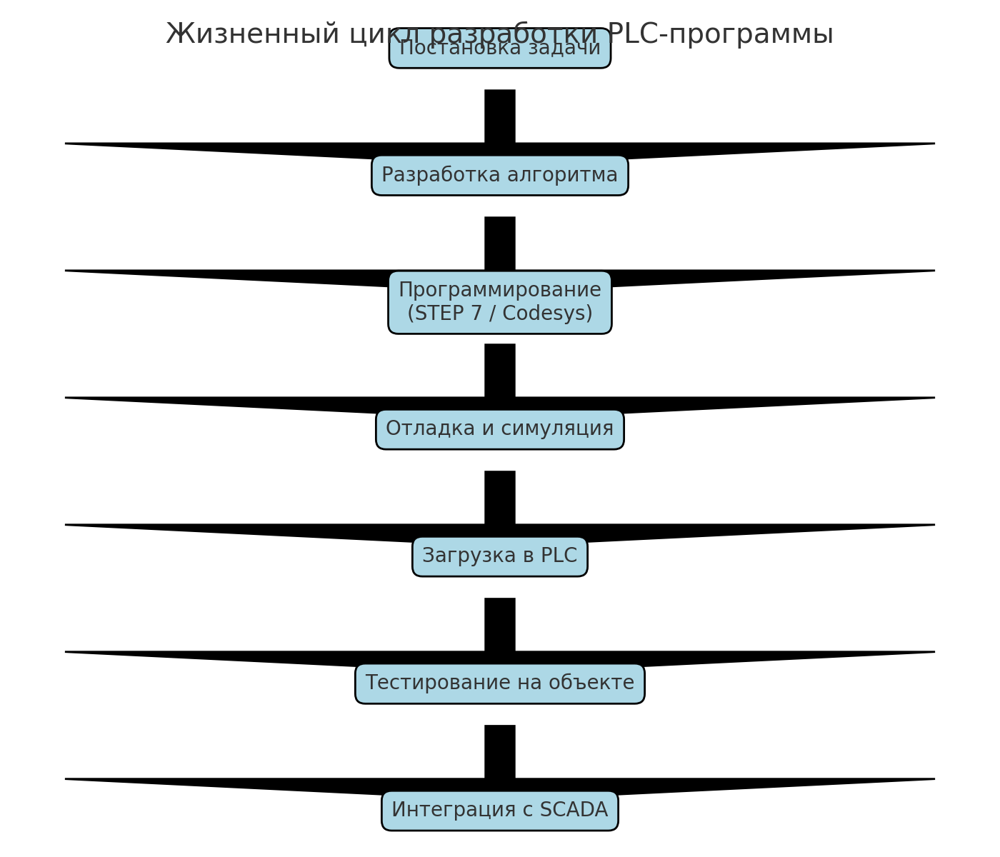 Жизненный цикл разработки PLC-программы
Постановка задачи
Разработка алгоритма
Программирование
(STEP 7 / Codesys)
Отладка и симуляция
Загрузка в PLC
Тестирование на объекте
Интеграция с SCADA